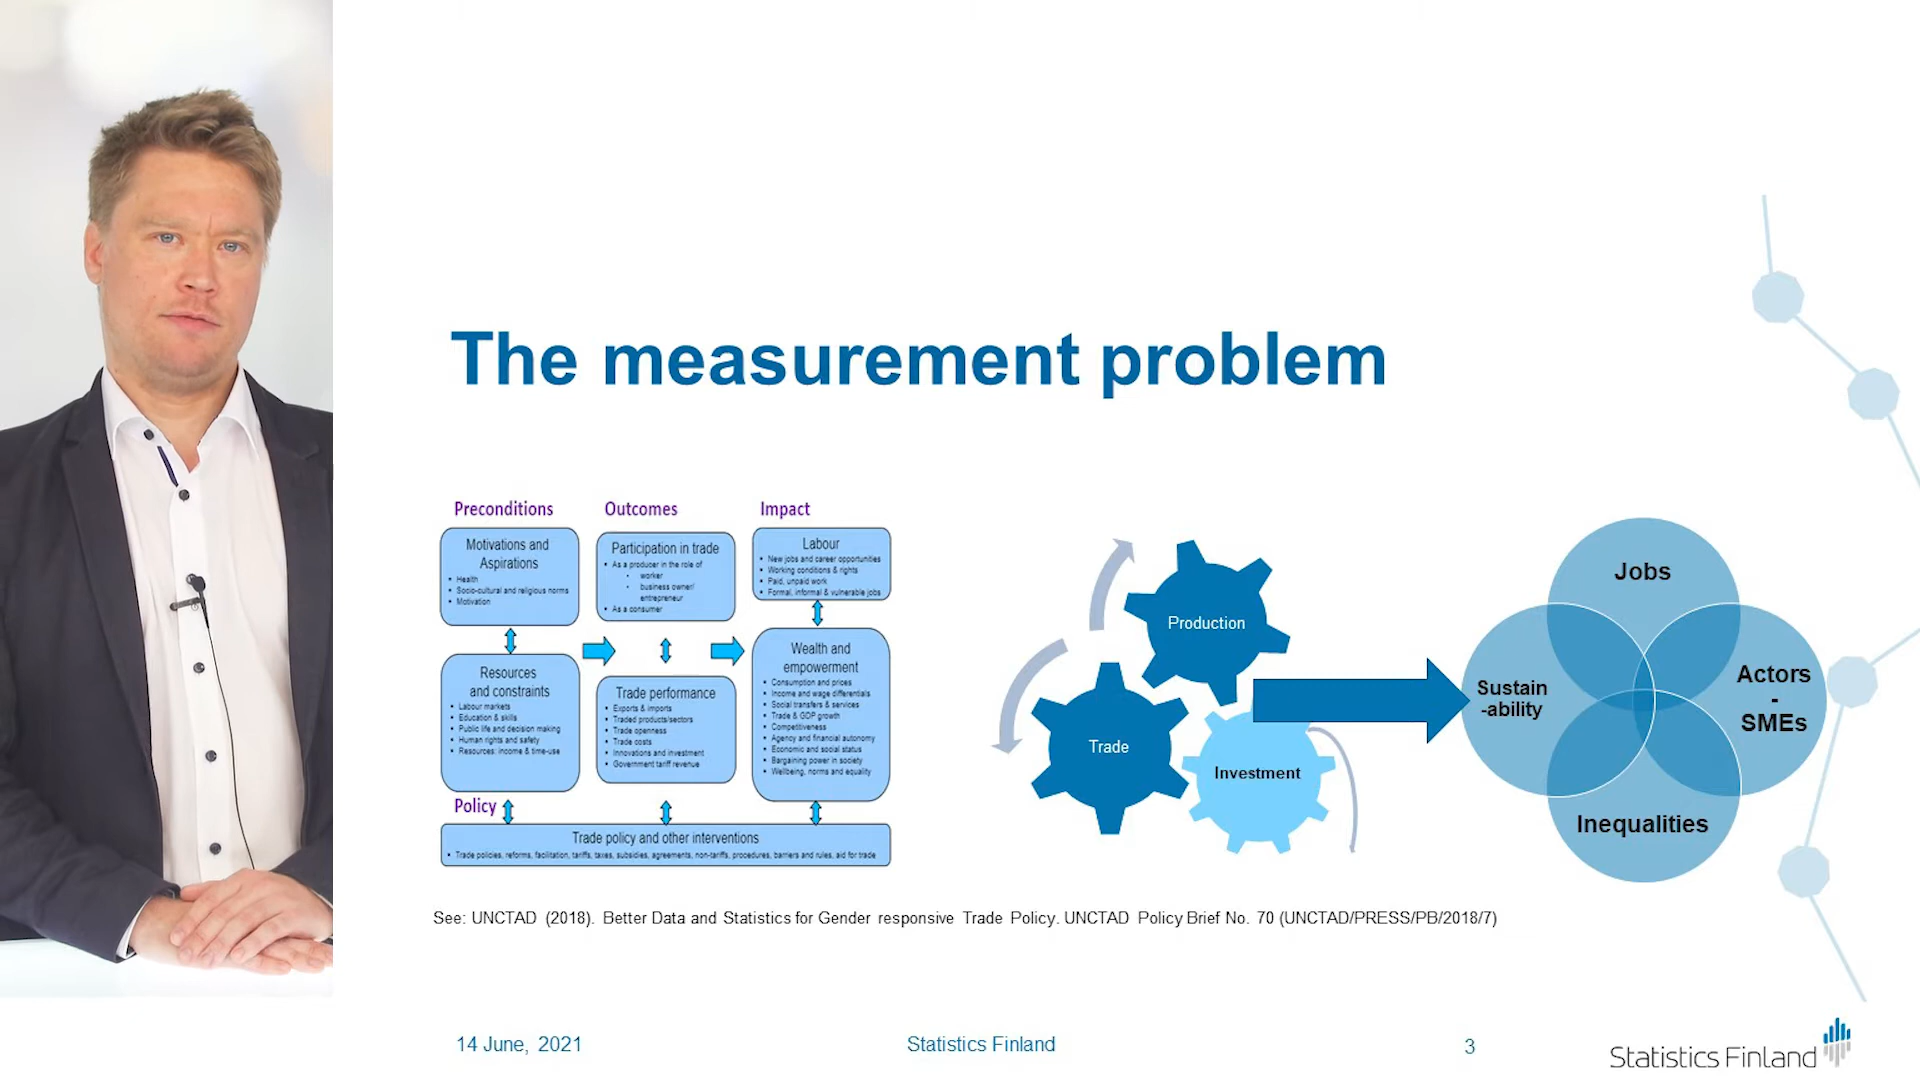 The measurement problem
Preconditions
Motivations and
Aspirations
• Health
• Socio-cultural and religious norms
• Motivation
Resources
and constraints
• Labour markets
• Education & skills
• Public life and decision making
• Human rights and safety
• Resources: income & time-use
Outcomes
Participation in trade
• As a producer in the role of
• worker
• business owner/
entrepreneur
• As a consumer
Trade performance
• Exports & imports
• Traded products/sectors
• Trade openness
• Trade costs
• Innovations and investment
• Government tariff revenue
Impact
Labour
• New jobs and career opportunities
• Working conditions & rights
• Paid, unpaid work
• Formal, informal & vulnerable jobs
Wealth and
empowerment
• Consumption and prices
• Income and wage differentials
• Social transfers & services
• Trade & GDP growth
• Competitiveness
• Agency and financial autonomy
• Economic and social status
• Bargaining power in society
• Wellbeing, norms and equality
Policy
Trade policy and other interventions
• Trade policies, reforms, facilitation, tariffs, taxes, subsidies, agreements, non-tariffs, procedures, barriers and rules, aid for trade
Production
Trade
Investment
Jobs
Sustain
-ability
Actors
-
SMEs
Inequalities
See: UNCTAD (2018). Better Data and Statistics for Gender responsive Trade Policy. UNCTAD Policy Brief No. 70 (UNCTAD/PRESS/PB/2018/7)
14 June, 2021
Statistics Finland
3
Statistics Finland